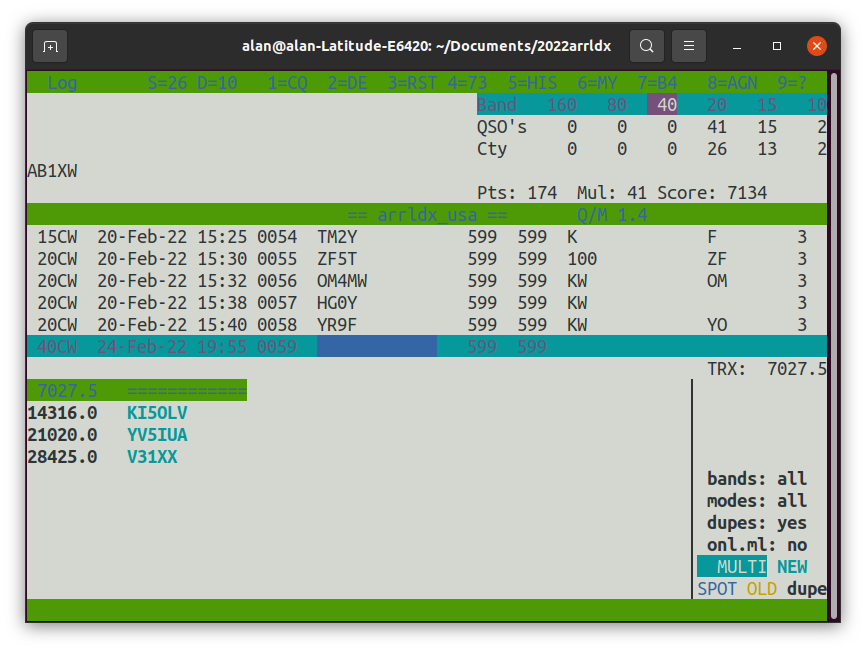 alan@alan-Latitude-E6420: ~/Documents/2022arrldx
Log S=26 D=10 1=CQ 2=DE 3=RST 4=73 5=HIS 6=MY 7=B4 8=AGN 9=?
Band 160 80 40 20 15 10
QSO's 0 0 0 41 15 2
Cty 0 0 0 26 13 2
AB1XW
Pts: 174 Mul: 41 Score: 7134
== arrldx_usa == Q/M 1.4
15CW 20-Feb-22 15:25 0054 TM2Y 599 599 K F 3
20CW 20-Feb-22 15:30 0055 ZF5T 599 599 100 ZF 3
20CW 20-Feb-22 15:32 0056 OM4MW 599 599 KW OM 3
20CW 20-Feb-22 15:38 0057 HG0Y 599 599 KW 3
20CW 20-Feb-22 15:40 0058 YR9F 599 599 KW YO 3
40CW 24-Feb-22 19:55 0059 599 599
TRX: 7027.5
7027.5 ============
14316.0 KI5OLV
21020.0 YV5IUA
28425.0 V31XX
bands: all
modes: all
dupes: yes
onl.ml: no
MULTI NEW
SPOT OLD dupe